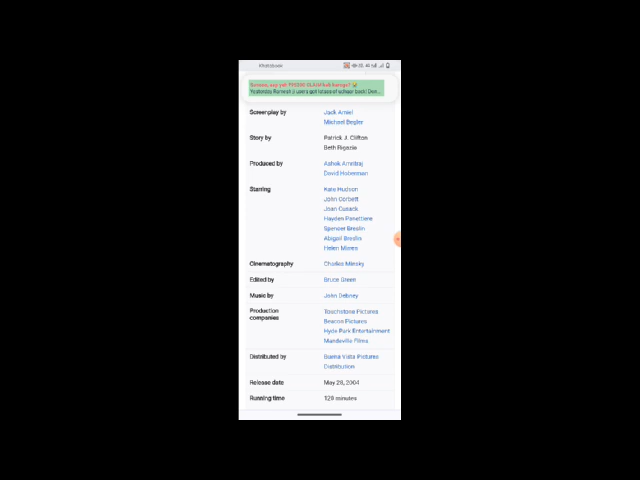 Screenplay by
Jack Amiel
Michael Begler
Story by
Patrick J. Clifton
Beth Rigazio
Produced by
Ashok Amritraj
David Hoberman
Starring
Kate Hudson
John Corbett
Joan Cusack
Hayden Panettiere
Spencer Breslin
Abigail Breslin
Helen Mirren
Cinematography
Charles Minsky
Edited by
Bruce Green
Music by
John Debney
Production
companies
Touchstone Pictures
Beacon Pictures
Hyde Park Entertainment
Mandeville Films
Distributed by
Buena Vista Pictures
Distribution
Release date
May 28, 2004
Running time
minutes